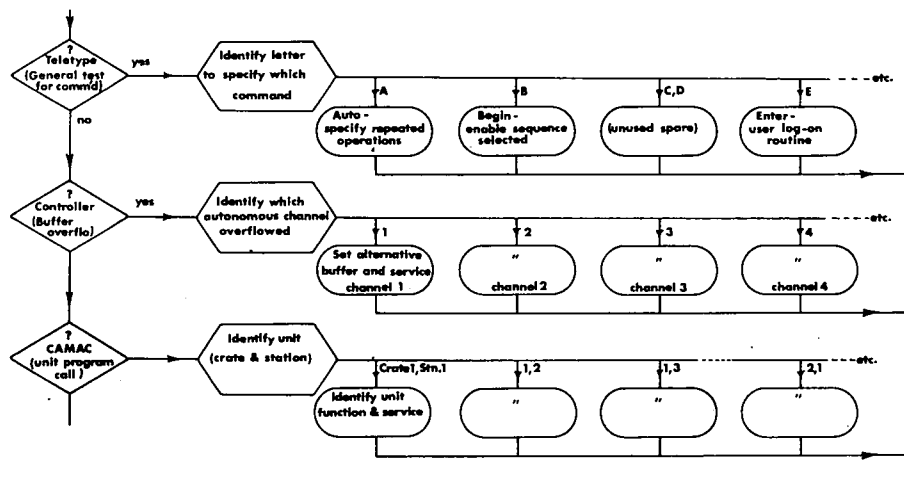 ?
Teletype
(General test
for comm'd)
yes
Identify letter
to specify which
command
etc.
A
B
C,D
E
Auto-
specify repeated
operations
Begin-
enable sequence
selected
(unused spare)
Enter-
user log-on
routine
no
?
Controller
(Buffer
overflo)
yes
Identify which
autonomous channel
overflowed
etc.
1
2
3
4
Set alternative
buffer and service
channel 1
"
channel 2
"
channel 3
"
channel 4
?
CAMAC
(unit program
call)
Identify unit
(crate & station)
etc.
Crate1, Stn.1
1,2
1,3
2,1
Identify unit
function & service
"
"
"